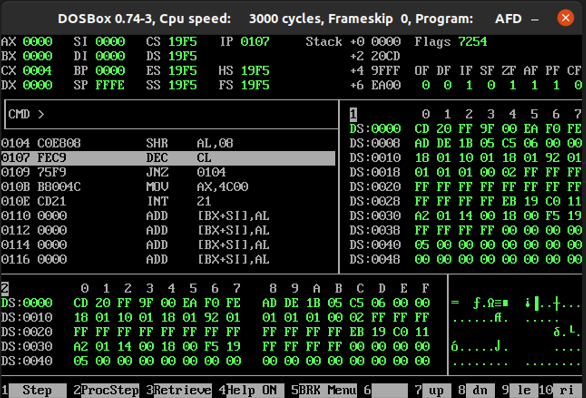 DOSBox 0.74-3, Cpu speed: 3000 cycles, Frameskip 0, Program: AFD
AX 0000 SI 0000 CS 19F5 IP 0107 Stack +0 0000 Flags 7254
BX 0000 DI 0000 DS 19F5 +2 20CD
CX 0004 BP 0000 ES 19F5 HS 19F5 +4 9FFF OF DF IF SF ZF AF PF CF
DX 0000 SP FFFE SS 19F5 FS 19F5 +6 EA00 0 0 1 0 1 1 1 0
CMD >
1 0 1 2 3 4 5 6 7
DS:0000 CD 20 FF 9F 00 EA F0 FE
DS:0008 AD DE 1B 05 C5 06 00 00
DS:0010 18 01 10 01 18 01 92 01
DS:0018 01 01 01 00 02 FF FF FF
DS:0020 FF FF FF FF FF FF FF FF
DS:0028 FF FF FF FF EB 19 C0 11
DS:0030 A2 01 14 00 18 00 F5 19
DS:0038 FF FF FF FF 00 00 00 00
DS:0040 05 00 00 00 00 00 00 00
DS:0048 00 00 00 00 00 00 00 00
0104 C0E808 SHR AL,08
0107 FEC9 DEC CL
0109 75F9 JNZ 0104
010B B8004C MOV AX,4C00
010E CD21 INT 21
0110 0000 ADD [BX+SI],AL
0112 0000 ADD [BX+SI],AL
0114 0000 ADD [BX+SI],AL
0116 0000 ADD [BX+SI],AL
2 0 1 2 3 4 5 6 7 8 9 A B C D E F
DS:0000 CD 20 FF 9F 00 EA F0 FE AD DE 1B 05 C5 06 00 00
DS:0010 18 01 10 01 18 01 92 01 01 01 01 00 02 FF FF FF
DS:0020 FF FF FF FF FF FF FF FF FF FF FF FF EB 19 C0 11
DS:0030 A2 01 14 00 18 00 F5 19 FF FF FF FF 00 00 00 00
DS:0040 05 00 00 00 00 00 00 00 00 00 00 00 00 00 00 00
1 Step 2 ProcStep 3 Retrieve 4 Help ON 5 BRK Menu 6 7 up 8 dn 9 le 10 ri